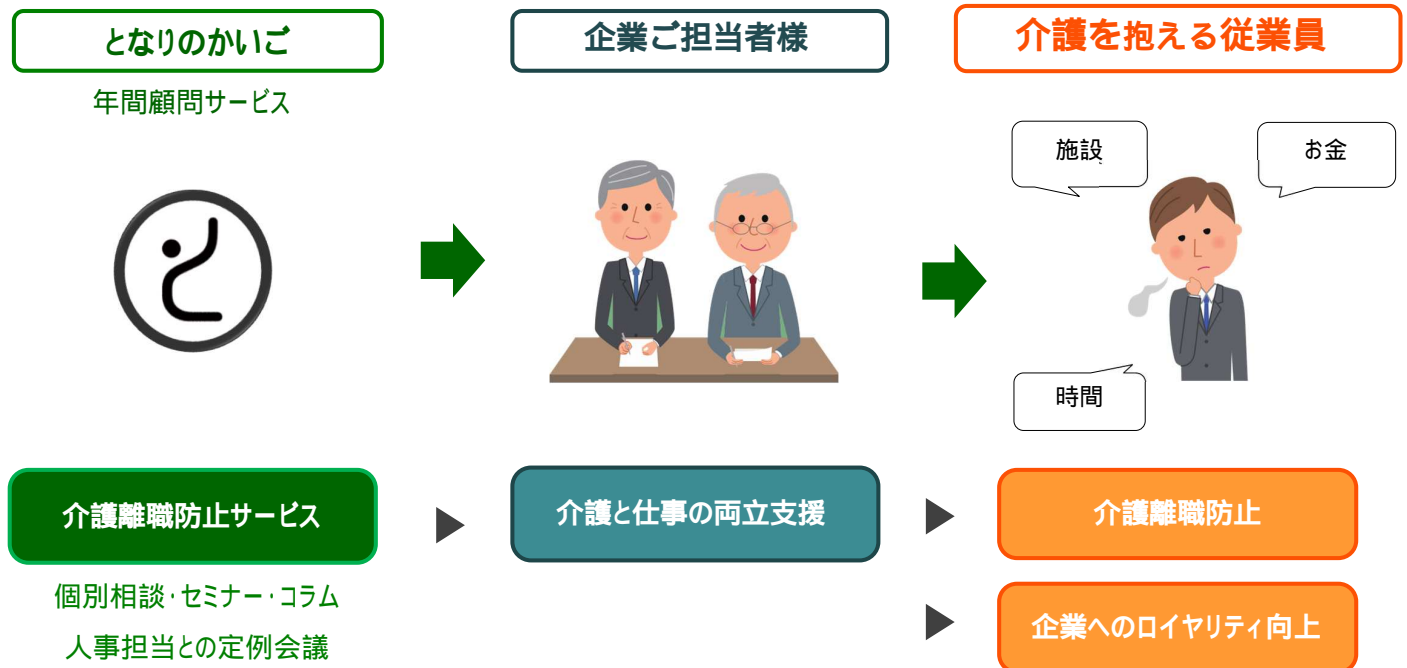 となりのかいご
年間顧問サービス
企業ご担当者様
介護を抱える従業員
施設
お金
時間
介護離職防止サービス
個別相談・セミナー・コラム
人事担当との定例会議
介護と仕事の両立支援
介護離職防止
企業へのロイヤリティ向上